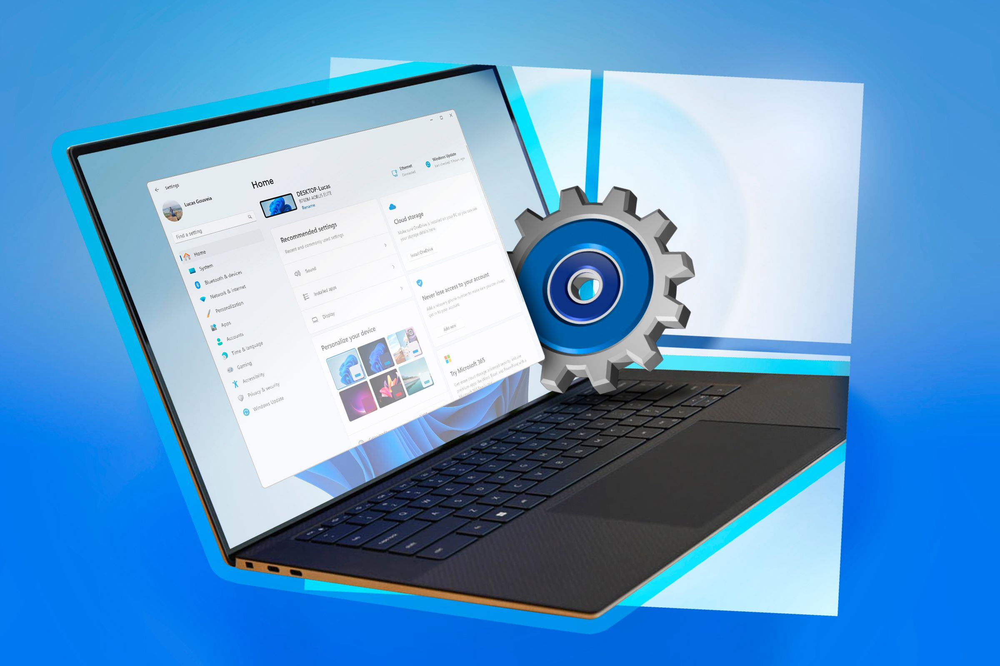 Settings
Lucas Gouveia
Find a setting
Home
System
Bluetooth & devices
Network & internet
Personalization
Apps
Accounts
Time & language
Gaming
Accessibility
Privacy & security
Windows Update
Home
DESKTOP-Lucas
B760M AORUS ELITE
Rename
Ethernet
Connected
Windows Update
Last checked: 5 hours ago
Recommended settings
Recent and commonly used settings
Sound
Installed apps
Display
Personalize your device
Cloud storage
Make sure OneDrive is installed on your PC so you can see
your storage details here.
Install OneDrive
Never lose access to your account
Add a recovery phone number to make sure you can always
get in to your account.
Add now
Try Microsoft 365
Get more cloud storage, advanced security, and use
premium apps like Word, Excel, and PowerPoint with a